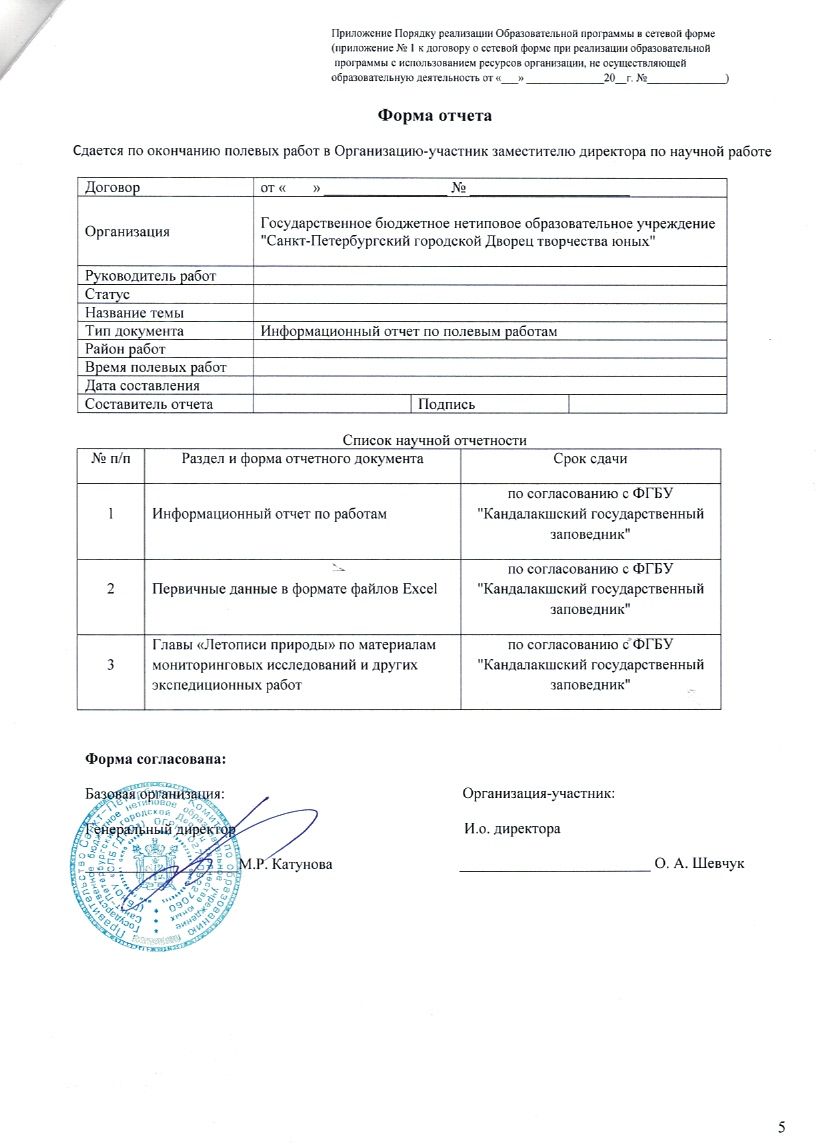 Приложение Порядку реализации Образовательной программы в сетевой форме
(приложение № 1 к договору о сетевой форме при реализации образовательной
программы с использованием ресурсов организации, не осуществляющей
образовательную деятельность от «___» ______________20__г. №______________)
Форма отчета
Сдается по окончанию полевых работ в Организацию-участник заместителю директора по научной работе
Договор от « » ________________ № _____________________
Организация Государственное бюджетное нетиповое образовательное учреждение
"Санкт-Петербургский городской Дворец творчества юных"
Руководитель работ
Статус
Название темы
Тип документа Информационный отчет по полевым работам
Район работ
Время полевых работ
Дата составления
Составитель отчета Подпись
Список научной отчетности
№ п/п Раздел и форма отчетного документа Срок сдачи
1 Информационный отчет по работам по согласованию с ФГБУ
"Кандалакшский государственный
заповедник"
2 Первичные данные в формате файлов Excel по согласованию с ФГБУ
"Кандалакшский государственный
заповедник"
3 Главы «Летописи природы» по материалам
мониторинговых исследований и других
экспедиционных работ
по согласованию с ФГБУ
"Кандалакшский государственный
заповедник"
Форма согласована:
Базовая организация: Организация-участник:
Генеральный директор И.о. директора
____________________М.Р. Катунова _________________________ О. А. Шевчук
5